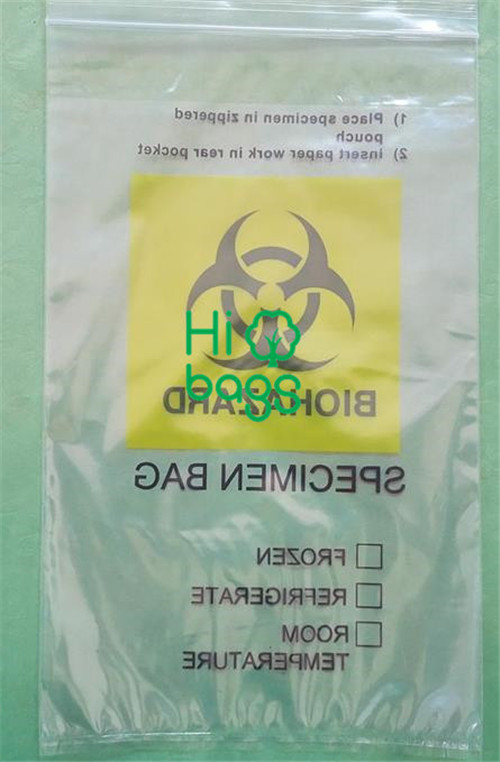 1) Place specimen in zippered
pouch
2) insert paper work in rear pocket
Hi
bags
BIOHAZARD
SPECIMEN BAG
FROZEN
REFRIGERATE
ROOM
TEMPERATURE